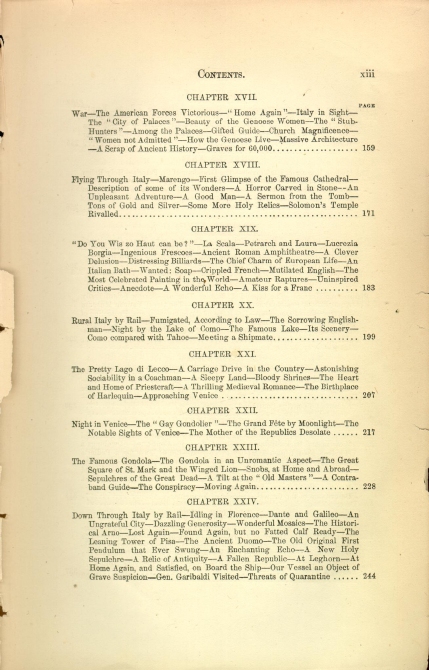 CONTENTS. xiii
CHAPTER XVII.
PAGE
War—The American Forces Victorious—"Home Again"—Italy in Sight—
The "City of Palaces"—Beauty of the Genoese Women—The "Stub-
Hunters"—Among the Palaces—Gifted Guide—Church Magnificence—
"Women not Admitted"—How the Genoese Live—Massive Architecture
—A Scrap of Ancient History—Graves for 60,000.................. 159
CHAPTER XVIII.
Flying Through Italy—Marengo—First Glimpse of the Famous Cathedral—
Description of some of its Wonders—A Horror Carved in Stone—An
Unpleasant Adventure—A Good Man—A Sermon from the Tomb—
Tons of Gold and Silver—Some More Holy Relics—Solomon's Temple
Rivalled.................................................. 171
CHAPTER XIX.
"Do You Wis zo Haut can be?"—La Scala—Petrarch and Laura—Lucrezia
Borgia—Ingenious Frescoes—Ancient Roman Amphitheatre—A Clever
Delusion—Distressing Billiards—The Chief Charm of European Life—An
Italian Bath—Wanted: Soap—Crippled French—Mutilated English—The
Most Celebrated Painting in the World—Amateur Raptures—Uninspired
Critics—Anecdote—A Wonderful Echo—A Kiss for a Franc .......... 183
CHAPTER XX.
Rural Italy by Rail—Fumigated, According to Law—The Sorrowing English-
man—Night by the Lake of Como—The Famous Lake—Its Scenery—
Como compared with Tahoe—Meeting a Shipmate.................. 199
CHAPTER XXI.
The Pretty Lago di Lecco—A Carriage Drive in the Country—Astonishing
Sociability in a Coachman—A Sleepy Land—Bloody Shrines—The Heart
and Home of Priestcraft—A Thrilling Mediæval Romance—The Birthplace
of Harlequin—Approaching Venice ............................. 207
CHAPTER XXII.
Night in Venice—The "Gay Gondolier"—The Grand Fête by Moonlight—The
Notable Sights of Venice—The Mother of the Republics Desolate ...... 217
CHAPTER XXIII.
The Famous Gondola—The Gondola in an Unromantic Aspect—The Great
Square of St. Mark and the Winged Lion—Snobs, at Home and Abroad—
Sepulchres of the Great Dead—A Tilt at the "Old Masters"—A Contra-
band Guide—The Conspiracy—Moving Again...................... 228
CHAPTER XXIV.
Down Through Italy by Rail—Idling in Florence—Dante and Galileo—An
Ungrateful City—Dazzling Generosity—Wonderful Mosaics—The Histori-
cal Arno—Lost Again—Found Again, but no Fatted Calf Ready—The
Leaning Tower of Pisa—The Ancient Duomo—The Old Original First
Pendulum that Ever Swung—An Enchanting Echo—A New Holy
Sepulchre—A Relic of Antiquity—A Fallen Republic—At Leghorn—At
Home Again, and Satisfied, on Board the Ship—Our Vessel an Object of
Grave Suspicion—Gen. Garibaldi Visited—Threats of Quarantine ...... 244